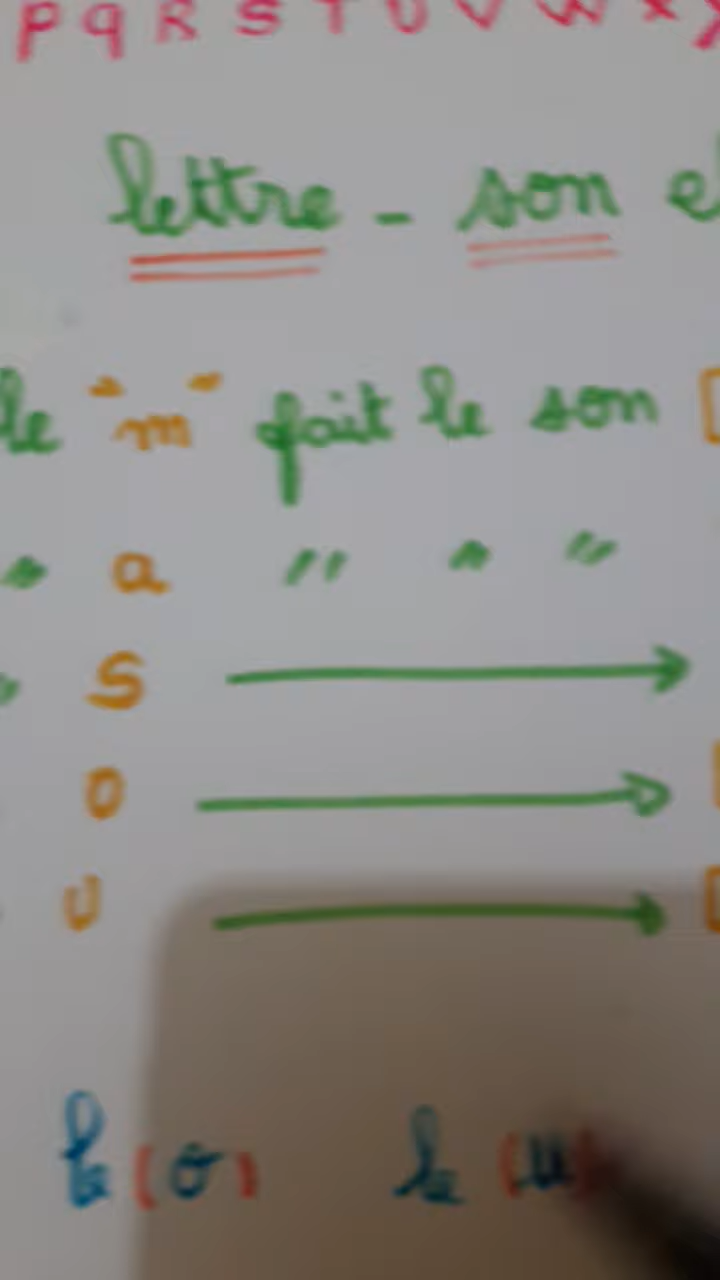 P q R S T U V W X
lettre - son
le "m" fait le son [
" a " " "
" S →
O → [
U → [
le (o) le (u)